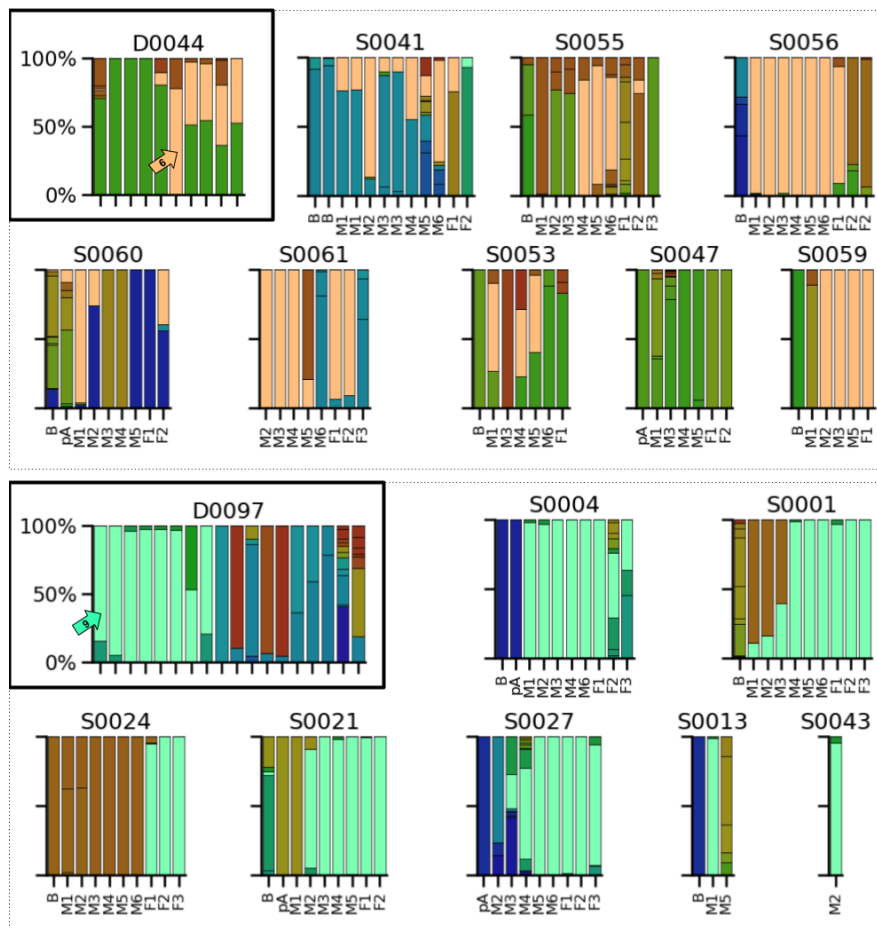 D0044
S0041
S0055
S0056
100%
50%
0%
6
B B M1 M1 M2 M3 M3 M4 M5 M6 F1 F2
B M1 M2 M3 M4 M5 M6 F1 F2 F3
B M1 M2 M3 M4 M5 M6 F1 F2 F2
S0060
S0061
S0053
S0047
S0059
B pA M1 M2 M3 M4 M5 F1 F2
M2 M3 M4 M5 M6 F1 F2 F3
B M1 M3 M4 M5 M6 F1
pA M1 M3 M4 M5 F1 F2
B M1 M3 M4 M5 F1
D0097
S0004
S0001
100%
50%
0%
9
B pA M1 M2 M3 M4 M6 F1 F2 F3
B M1 M2 M3 M4 M5 M6 F1 F2 F3
S0024
S0021
S0027
S0013
S0043
B M1 M2 M3 M4 M5 M6 F1 F2 F3
B pA M1 M2 M3 M4 M5 F1 F2
pA M2 M3 M4 M5 M6 F1 F2 F3
B M1 M5
M2